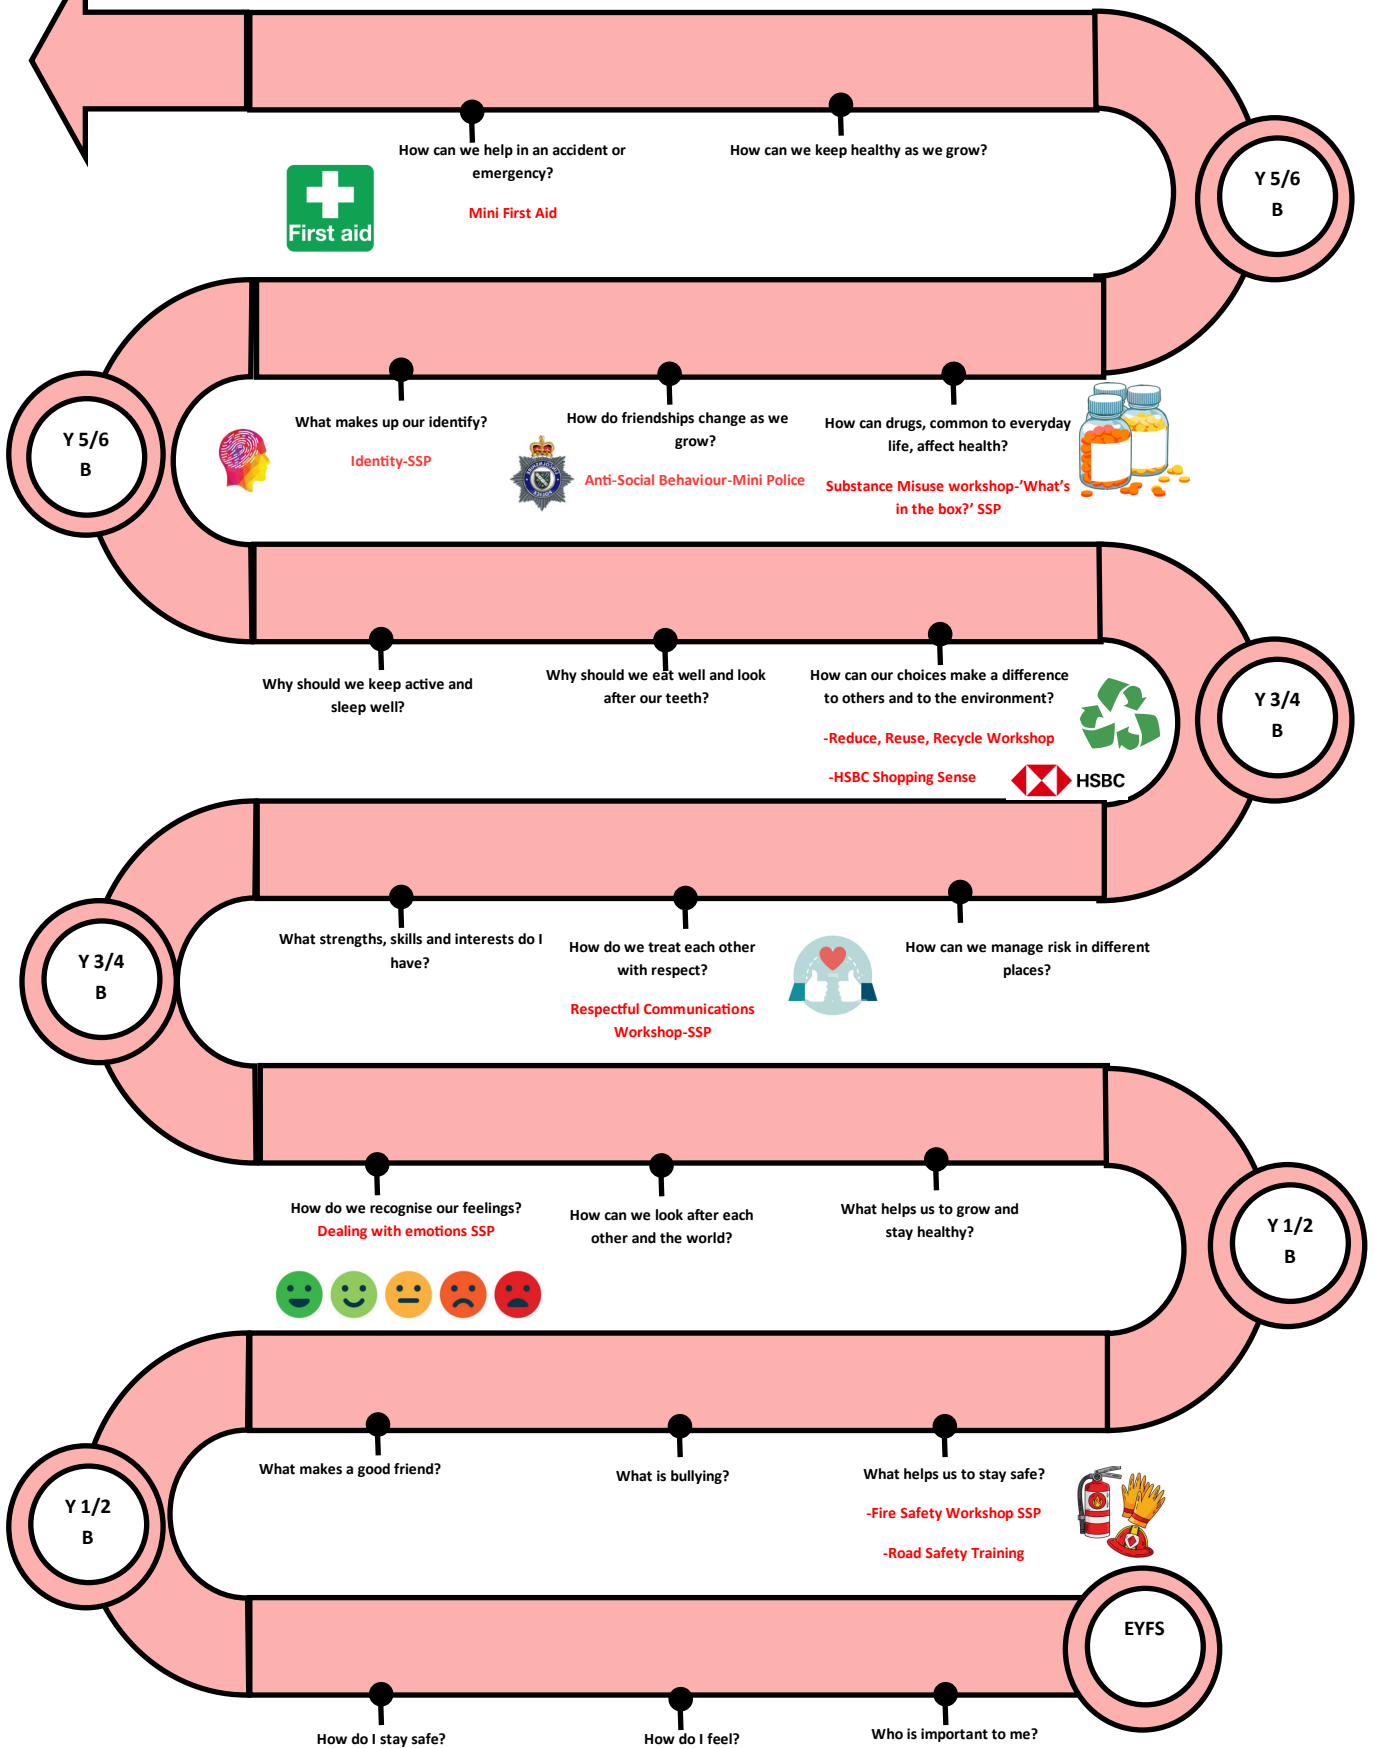 How can we help in an accident or
emergency?
Mini First Aid
First aid
How can we keep healthy as we grow?
Y 5/6
B
Y 5/6
B
What makes up our identify?
Identity-SSP
How do friendships change as we
grow?
Anti-Social Behaviour-Mini Police
How can drugs, common to everyday
life, affect health?
Substance Misuse workshop-’What’s
in the box?’ SSP
Why should we keep active and
sleep well?
Why should we eat well and look
after our teeth?
How can our choices make a difference
to others and to the environment?
-Reduce, Reuse, Recycle Workshop
-HSBC Shopping Sense
HSBC
Y 3/4
B
Y 3/4
B
What strengths, skills and interests do I
have?
How do we treat each other
with respect?
Respectful Communications
Workshop-SSP
How can we manage risk in different
places?
How do we recognise our feelings?
Dealing with emotions SSP
How can we look after each
other and the world?
What helps us to grow and
stay healthy?
Y 1/2
B
Y 1/2
B
What makes a good friend?
What is bullying?
What helps us to stay safe?
-Fire Safety Workshop SSP
-Road Safety Training
EYFS
How do I stay safe?
How do I feel?
Who is important to me?